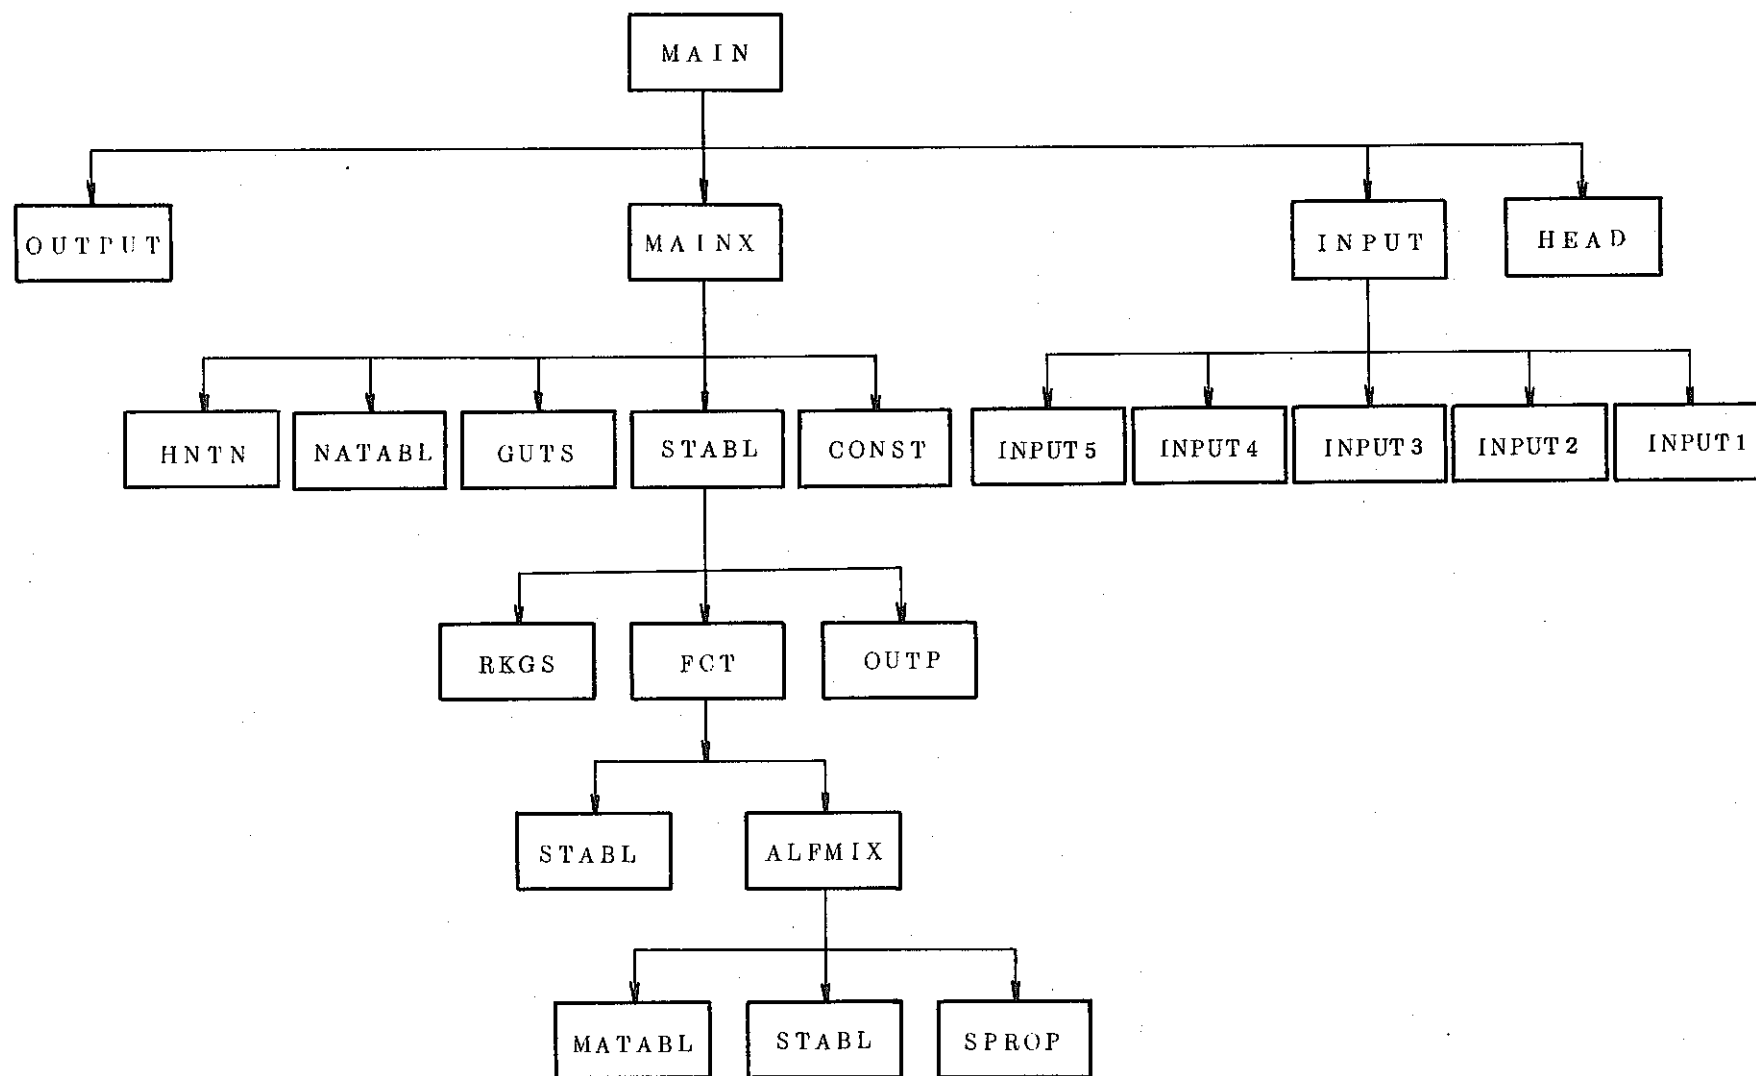 MAIN
OUTPUT
MAINX
INPUT
HEAD
HNTN
NATABL
GUTS
STABL
CONST
INPUT5
INPUT4
INPUT3
INPUT2
INPUT1
RKGS
FCT
OUTP
STABL
ALFMIX
MATABL
STABL
SPROP